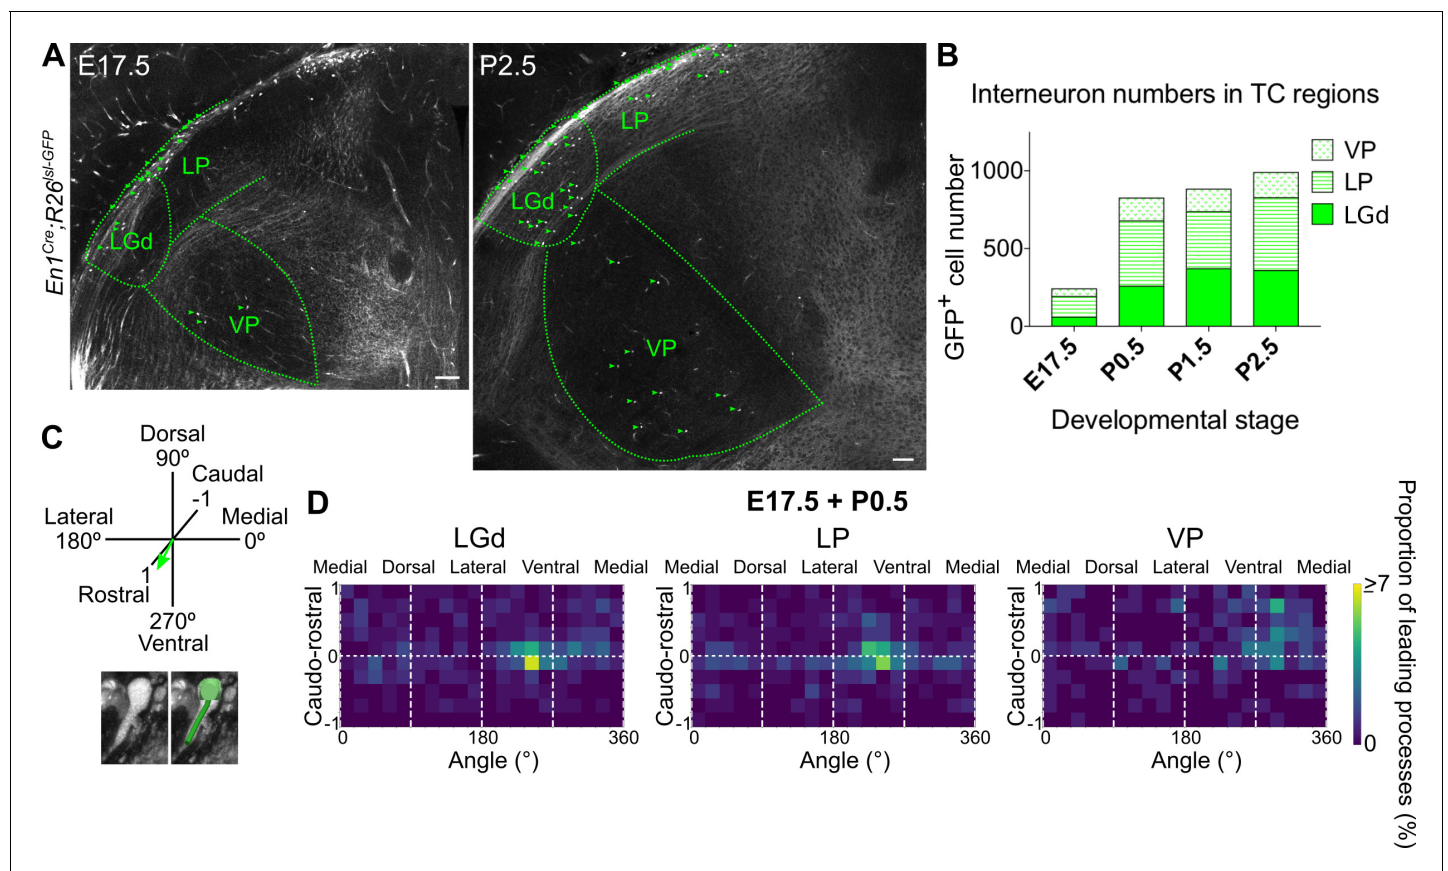 A
E17.5
En1Cre;R26lsl-GFP
LP
LGd
VP
P2.5
LP
LGd
VP
B
Interneuron numbers in TC regions
GFP+ cell number
1000
500
0
VP
LP
LGd
E17.5
P0.5
P1.5
P2.5
Developmental stage
C
Dorsal
90º
Caudal
-1
Lateral
180º
Medial
0º
1
Rostral
270º
Ventral
D
E17.5 + P0.5
LGd
Medial Dorsal Lateral Ventral Medial
Caudo-rostral
1
0
-1
0 180 360
Angle (°)
LP
Medial Dorsal Lateral Ventral Medial
Caudo-rostral
1
0
-1
0 180 360
Angle (°)
VP
Medial Dorsal Lateral Ventral Medial
Caudo-rostral
1
0
-1
0 180 360
Angle (°)
≥7
0
Proportion of leading processes (%)